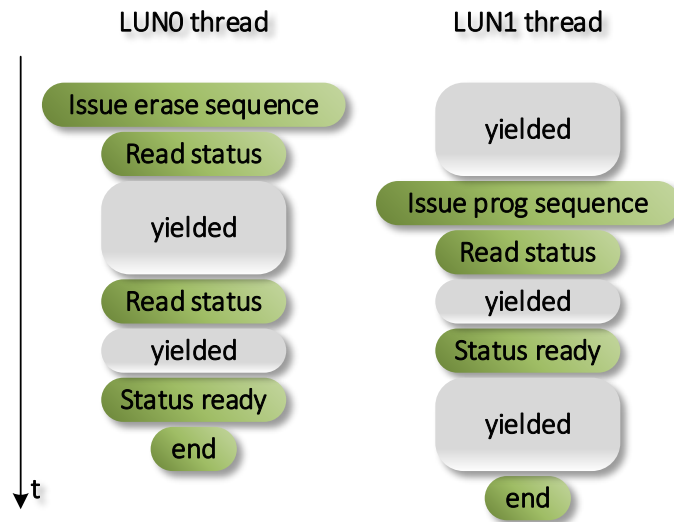 LUN0 thread
LUN1 thread
Issue erase sequence
Read status
yielded
Read status
yielded
Status ready
end
yielded
Issue prog sequence
Read status
yielded
Status ready
yielded
end
t